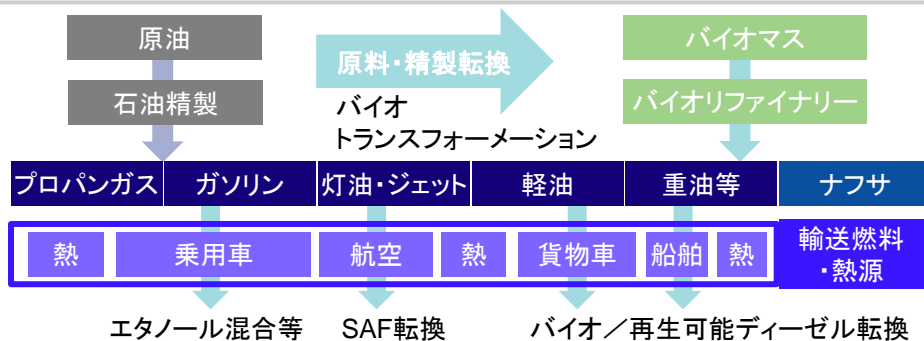 原油
原料・精製転換
バイオマス
石油精製
バイオ
トランスフォーメーション
バイオリファイナリー
プロパンガス
ガソリン
灯油・ジェット
軽油
重油等
ナフサ
熱
乗用車
航空
熱
貨物車
船舶
熱
輸送燃料
・熱源
エタノール混合等
SAF転換
バイオ／再生可能ディーゼル転換